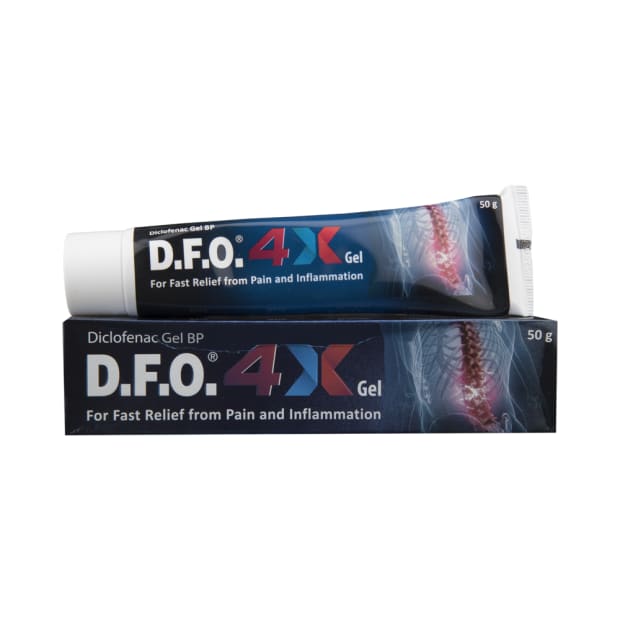 Diclofenac Gel BP
50 g
D.F.O.® 4X Gel
For Fast Relief from Pain and Inflammation
Diclofenac Gel BP
50 g
D.F.O.® 4X Gel
For Fast Relief from Pain and Inflammation